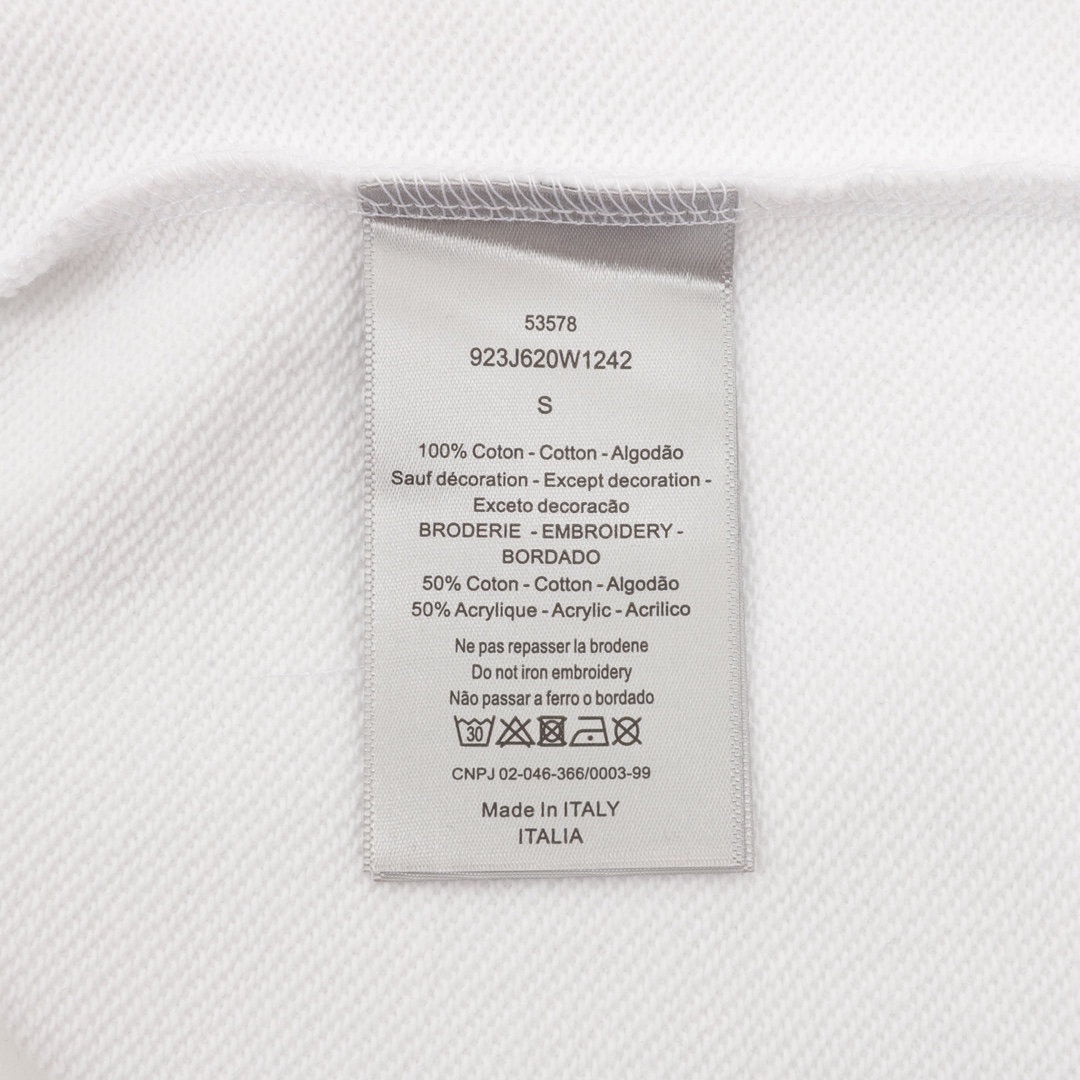 53578
923J620W1242
S
100% Coton - Cotton - Algodão
Sauf décoration - Except decoration -
Exceto decoracão
BRODERIE - EMBROIDERY -
BORDADO
50% Coton - Cotton - Algodão
50% Acrylique - Acrylic - Acrilico
Ne pas repasser la brodene
Do not iron embroidery
Não passar a ferro o bordado
30
CNPJ 02-046-366/0003-99
Made In ITALY
ITALIA